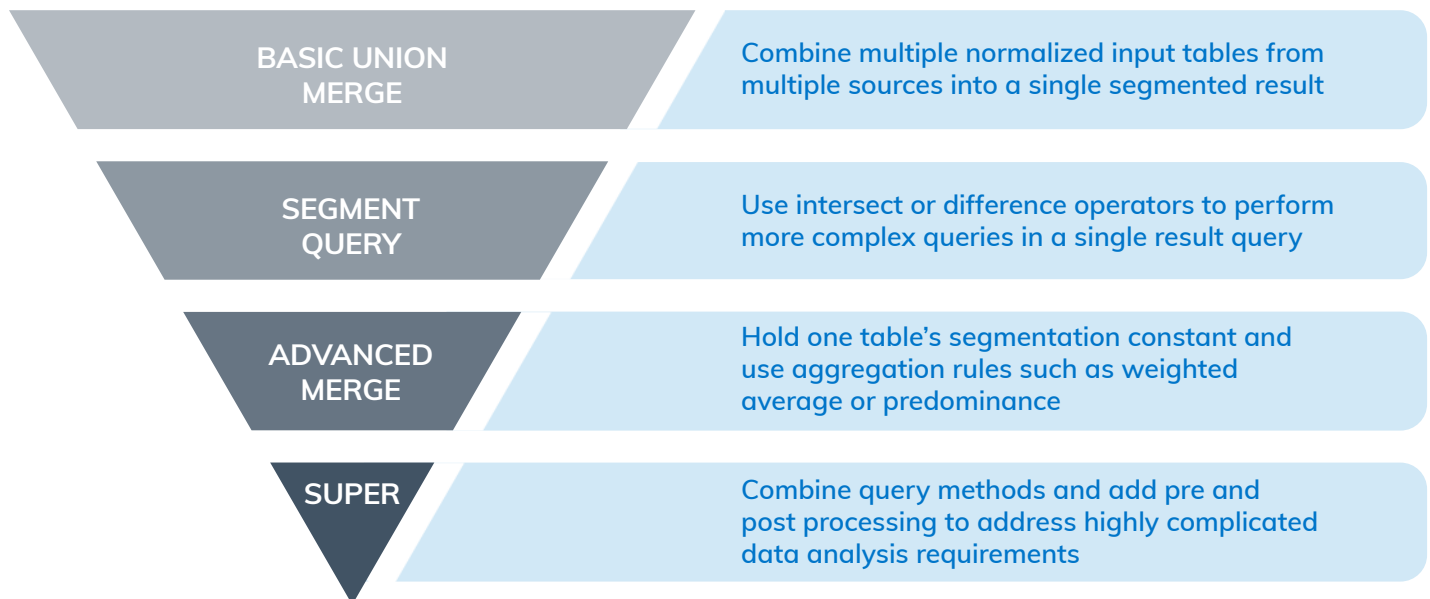 BASIC UNION
MERGE
Combine multiple normalized input tables from
multiple sources into a single segmented result
SEGMENT
QUERY
Use intersect or difference operators to perform
more complex queries in a single result query
ADVANCED
MERGE
Hold one table’s segmentation constant and
use aggregation rules such as weighted
average or predominance
SUPER
Combine query methods and add pre and
post processing to address highly complicated
data analysis requirements